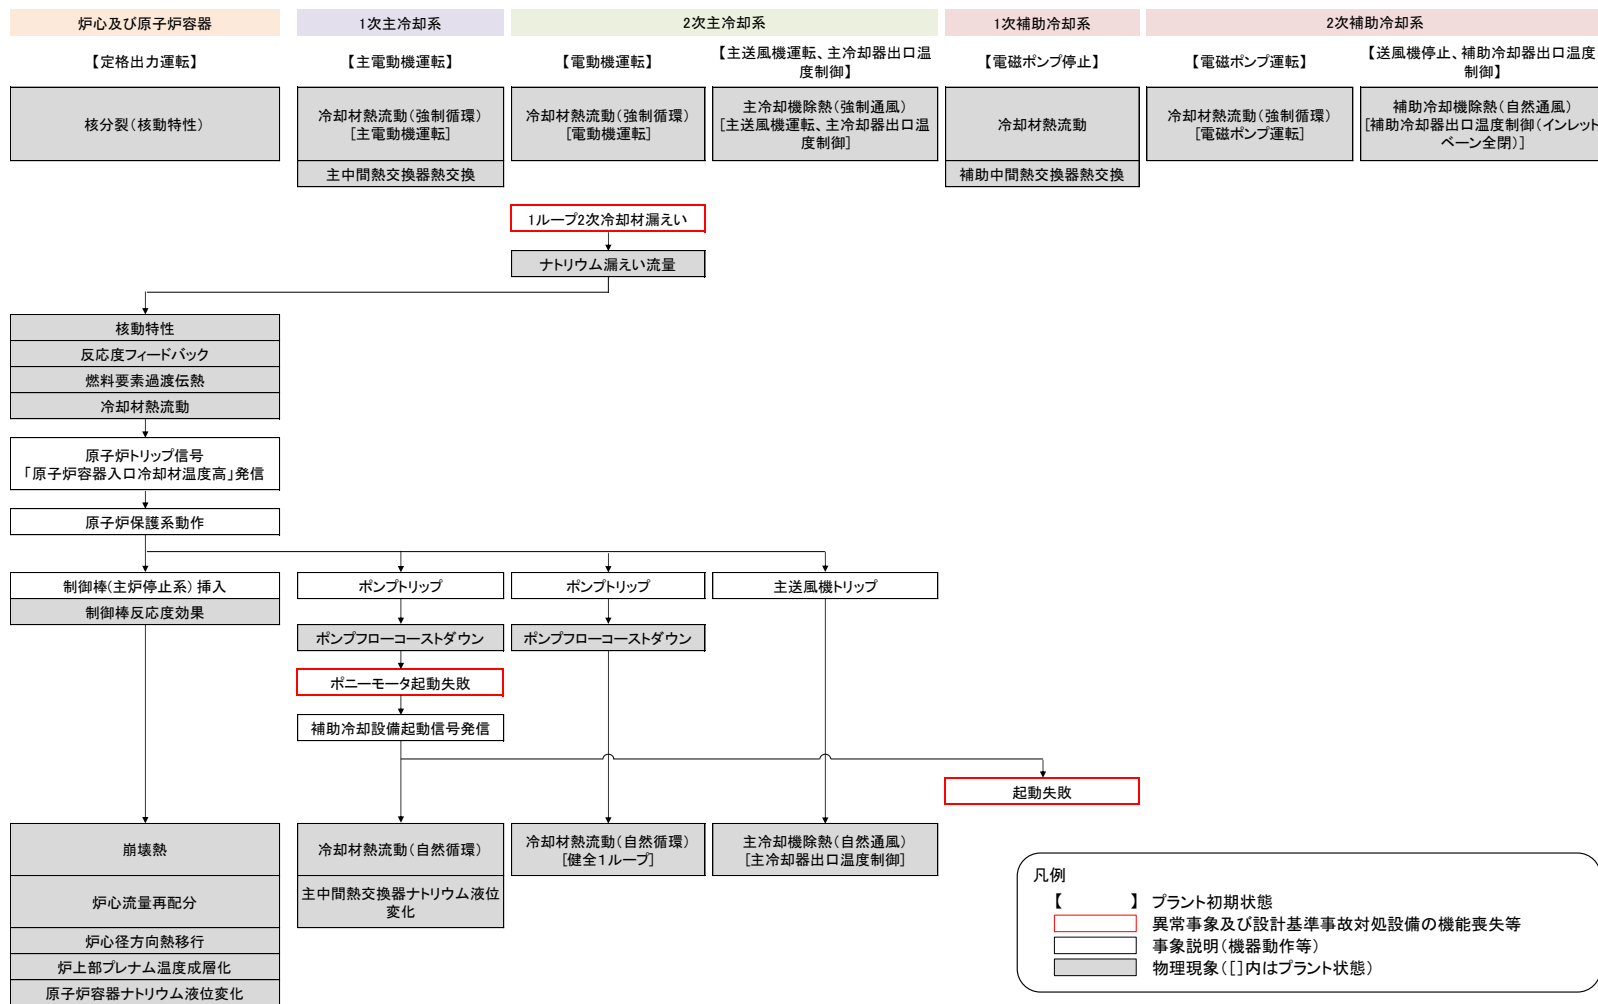 炉心及び原子炉容器
1次主冷却系
2次主冷却系
1次補助冷却系
2次補助冷却系
【定格出力運転】
【主電動機運転】
【電動機運転】
【主送風機運転、主冷却器出口温
度制御】
【電磁ポンプ停止】
【電磁ポンプ運転】
【送風機停止、補助冷却器出口温度
制御】
核分裂(核動特性)
冷却材熱流動(強制循環)
[主電動機運転]
冷却材熱流動(強制循環)
[電動機運転]
主冷却機除熱(強制通風)
[主送風機運転、主冷却器出口温
度制御]
冷却材熱流動
冷却材熱流動(強制循環)
[電磁ポンプ運転]
補助冷却機除熱(自然通風)
[補助冷却器出口温度制御(インレット
ベーン全閉)]
主中間熱交換器熱交換
補助中間熱交換器熱交換
1ループ2次冷却材漏えい
ナトリウム漏えい流量
核動特性
反応度フィードバック
燃料要素過渡伝熱
冷却材熱流動
原子炉トリップ信号
「原子炉容器入口冷却材温度高」発信
原子炉保護系動作
制御棒(主炉停止系)挿入
ポンプトリップ
ポンプトリップ
主送風機トリップ
制御棒反応度効果
ポンプフローコーストダウン
ポンプフローコーストダウン
ポニーモータ起動失敗
補助冷却設備起動信号発信
起動失敗
崩壊熱
冷却材熱流動(自然循環)
冷却材熱流動(自然循環)
[健全1ループ]
主冷却機除熱(自然通風)
[主冷却器出口温度制御]
炉心流量再配分
主中間熱交換器ナトリウム液位
変化
炉心径方向熱移行
炉上部プレナム温度成層化
原子炉容器ナトリウム液位変化
凡例
【 】 プラント初期状態
異常事象及び設計基準事故対処設備の機能喪失等
事象説明(機器動作等)
物理現象([]内はプラント状態)